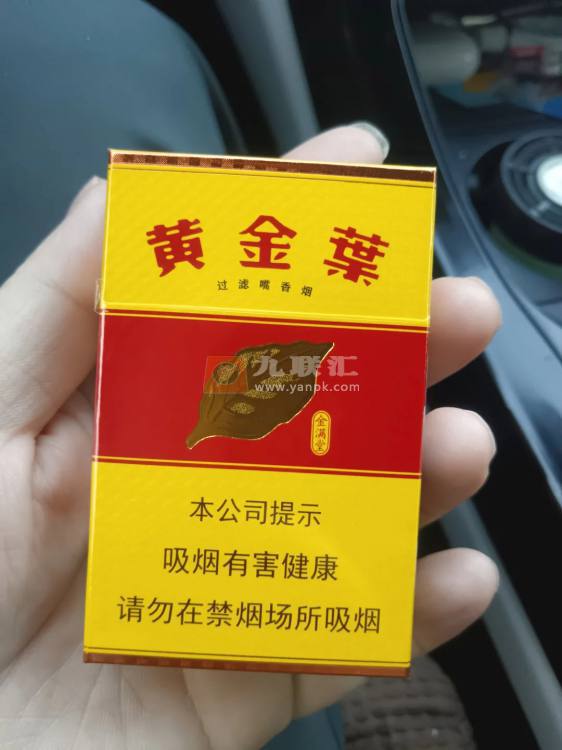 黄金葉
过滤嘴香烟
九联汇
www.yanpk.com
金满堂
本公司提示
吸烟有害健康
请勿在禁烟场所吸烟